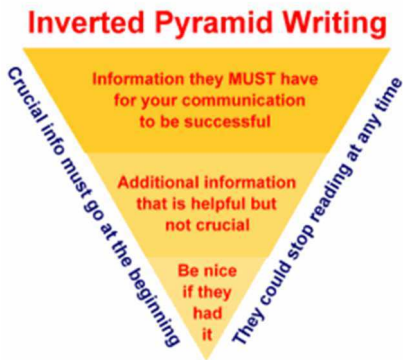 Inverted Pyramid Writing
Information they MUST have
for your communication
to be successful
Additional information
that is helpful but
not crucial
Be nice
if they
had
it
Crucial info must go at the beginning
They could stop reading at any time